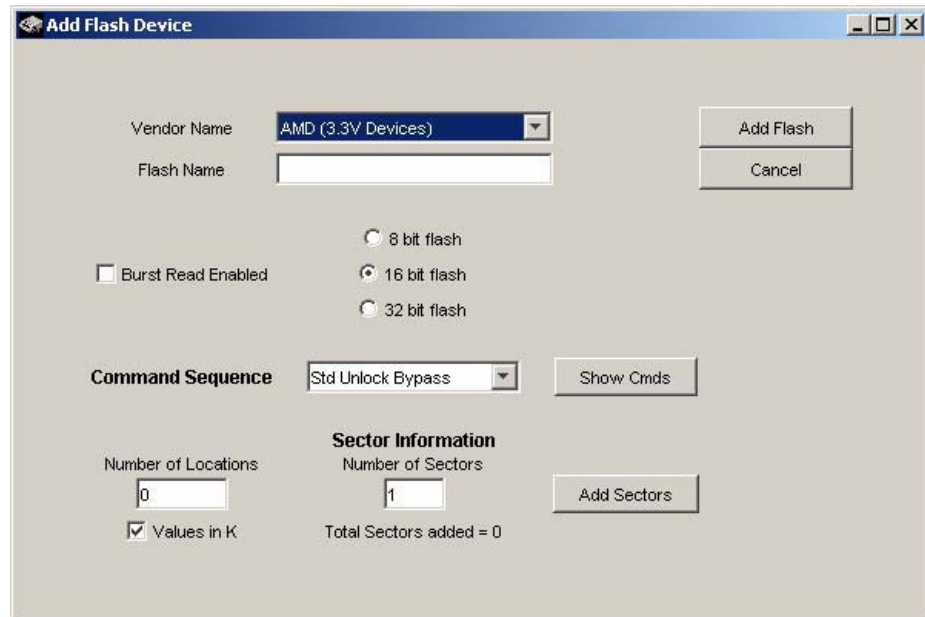 Add Flash Device
Vendor Name AMD (3.3V Devices) Add Flash
Flash Name Cancel
8 bit flash
Burst Read Enabled 16 bit flash
32 bit flash
Command Sequence Std Unlock Bypass Show Cmds
Sector Information
Number of Locations Number of Sectors
0 1 Add Sectors
Values in K Total Sectors added = 0